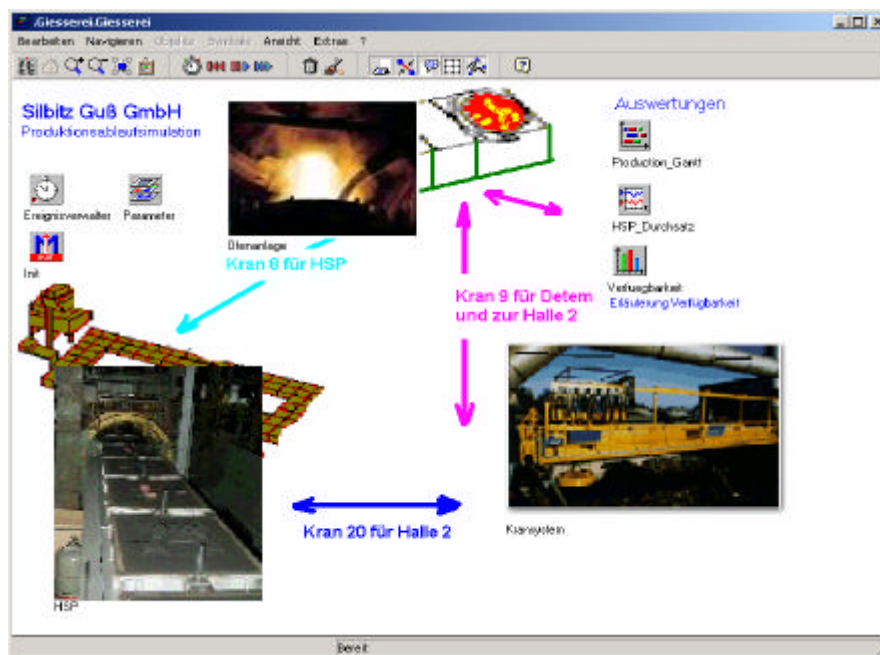 .Giesserei.Giesserei
Bearbeiten Navigieren Objekte Symbole Ansicht Extras ?
Silbitz Guß GmbH
Produktionsablaufsimulation
Auswertungen
Production_Gantt
Ereignisverwalter Parameter
HSP_Durchsatz
Init
Ofenanlage
Kran 8 für HSP
Verfuegbarkeit
Erläuterung Verfügbarkeit
Kran 9 für Detem
und zur Halle 2
Kran 20 für Halle 2
Kransystem
HSP
Bereit